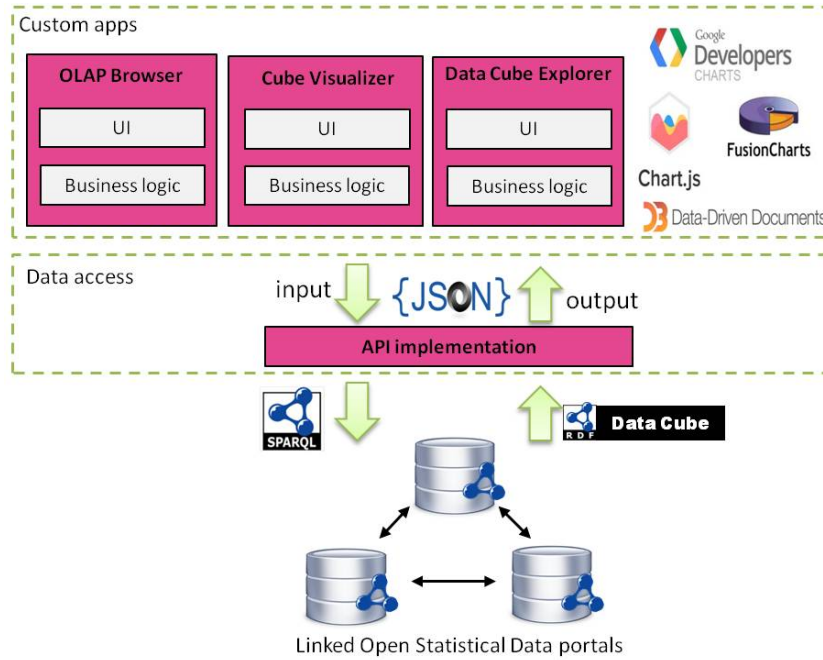 Custom apps
OLAP Browser
UI
Business logic
Cube Visualizer
UI
Business logic
Data Cube Explorer
UI
Business logic
Google
Developers
CHARTS
Chart.js
FusionCharts
D3 Data-Driven Documents
Data access
input
{JSON}
output
API implementation
SPARQL
RDF
Data Cube
Linked Open Statistical Data portals